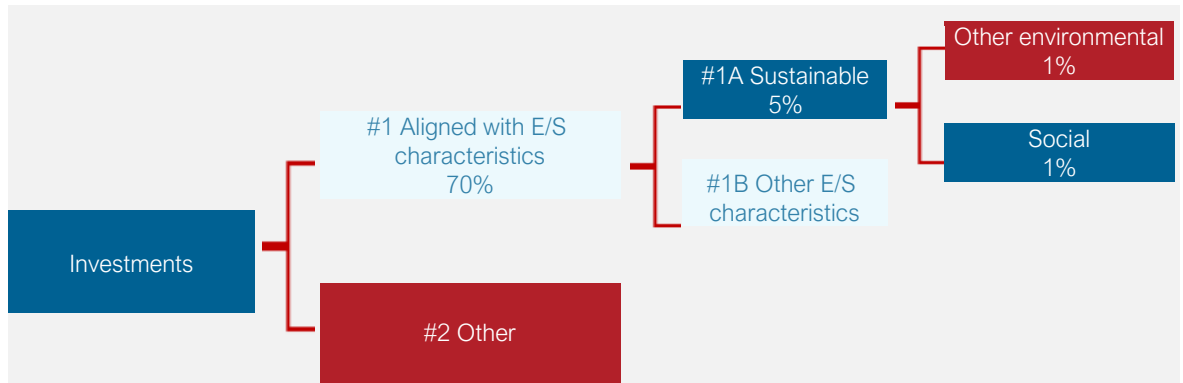 Investments
#1 Aligned with E/S
characteristics
70%
#2 Other
#1A Sustainable
5%
#1B Other E/S
characteristics
Other environmental
1%
Social
1%